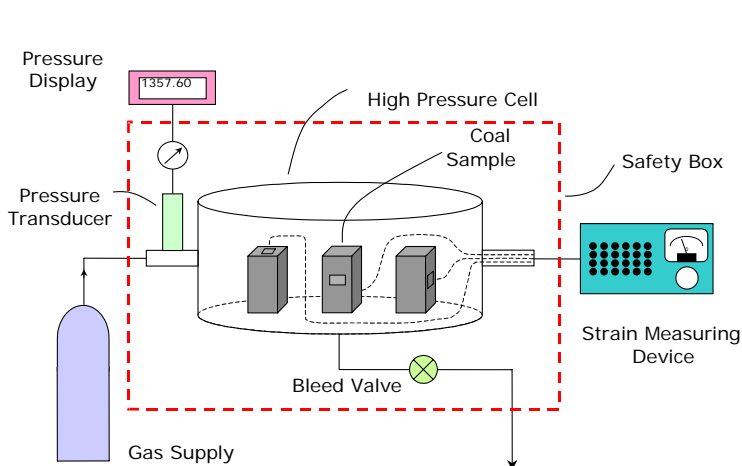 Pressure
Display
1357.60
High Pressure Cell
Coal
Sample
Safety Box
Pressure
Transducer
Strain Measuring
Device
Bleed Valve
Gas Supply